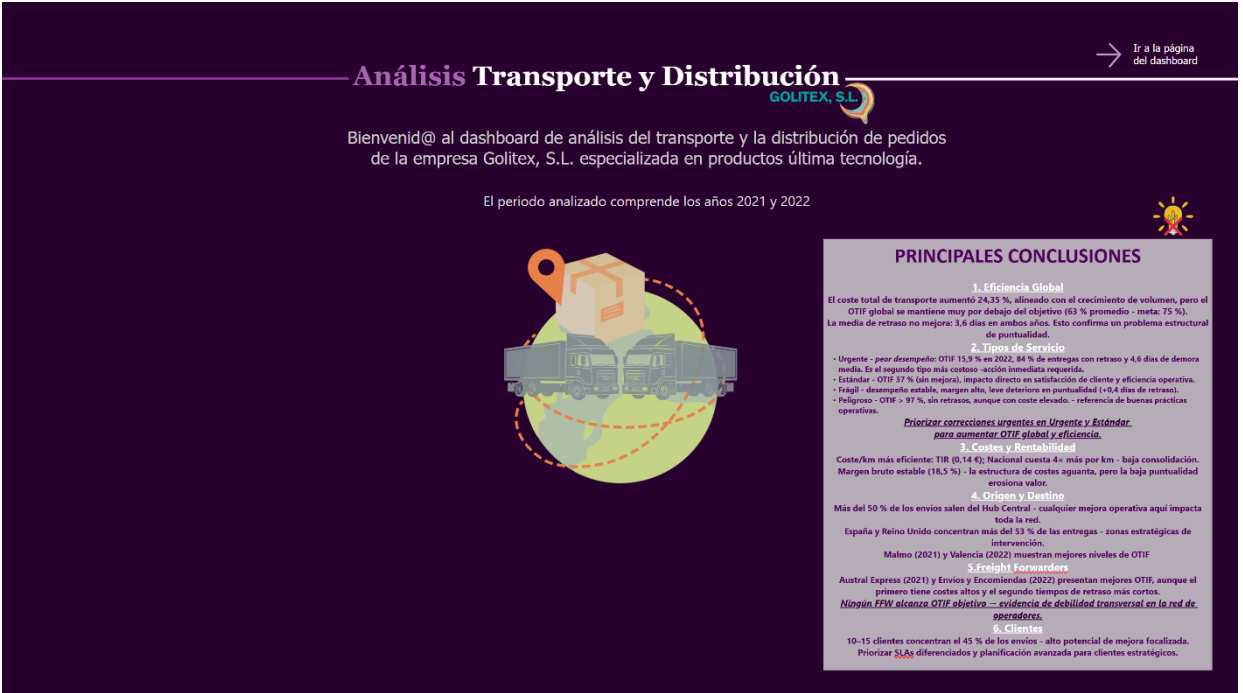 Ir a la página
del dashboard
Análisis Transporte y Distribución
GOLITEX, S.L.
Bienvenid@ al dashboard de análisis del transporte y la distribución de pedidos
de la empresa Golitex, S.L. especializada en productos última tecnología.
El periodo analizado comprende los años 2021 y 2022
PRINCIPALES CONCLUSIONES
1. Eficiencia Global
El coste total de transporte aumentó 24,35 %, alineado con el crecimiento de volumen, pero el
OTIF global se mantiene muy por debajo del objetivo (63 % promedio - meta: 75 %).
La media de retraso no mejora: 3,6 días en ambos años. Esto confirma un problema estructural
de puntualidad.
2. Tipos de Servicio
• Urgente - peor desempeño: OTIF 15,9 % en 2022, 84 % de entregas con retraso y 4,6 días de demora
media. Es el segundo tipo más costoso -acción inmediata requerida.
• Estándar - OTIF 37 % (sin mejora), impacto directo en satisfacción de cliente y eficiencia operativa.
• Frágil - desempeño estable, margen alto, leve deterioro en puntualidad (+0,4 días de retraso).
• Peligroso - OTIF > 97 %, sin retrasos, aunque con coste elevado. - referencia de buenas prácticas
operativas.
Priorizar correcciones urgentes en Urgente y Estándar
para aumentar OTIF global y eficiencia.
3. Costes y Rentabilidad
Coste/km más eficiente: TIR (0,14 €); Nacional cuesta 4× más por km - baja consolidación.
Margen bruto estable (18,5 %) - la estructura de costes aguanta, pero la baja puntualidad
erosiona valor.
4. Origen y Destino
Más del 50 % de los envíos salen del Hub Central - cualquier mejora operativa aquí impacta
toda la red.
España y Reino Unido concentran más del 53 % de las entregas - zonas estratégicas de
intervención.
Malmo (2021) y Valencia (2022) muestran mejores niveles de OTIF
5.Freight Forwarders
Austral Express (2021) y Envíos y Encomiendas (2022) presentan mejores OTIF, aunque el
primero tiene costes altos y el segundo tiempos de retraso más cortos.
Ningún FFW alcanza OTIF objetivo → evidencia de debilidad transversal en la red de
operadores.
6. Clientes
10–15 clientes concentran el 45 % de los envíos - alto potencial de mejora focalizada.
Priorizar SLAs diferenciados y planificación avanzada para clientes estratégicos.